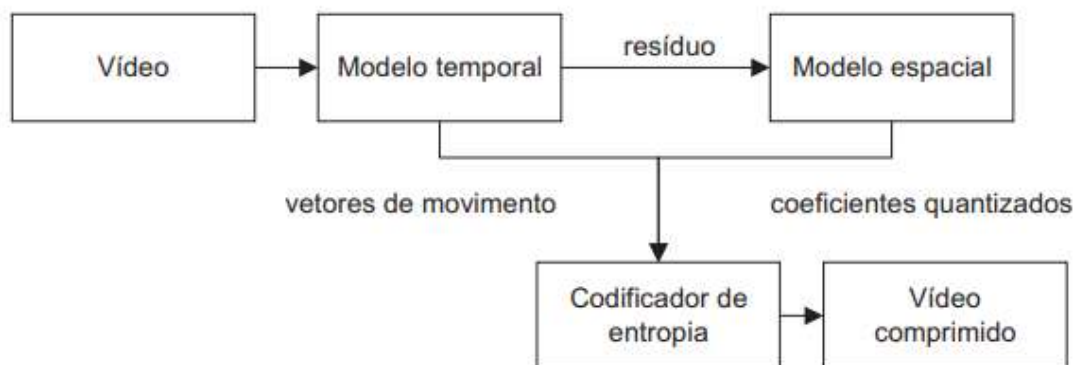 Vídeo
Modelo temporal
resíduo
Modelo espacial
vetores de movimento
coeficientes quantizados
Codificador de
entropia
Vídeo
comprimido